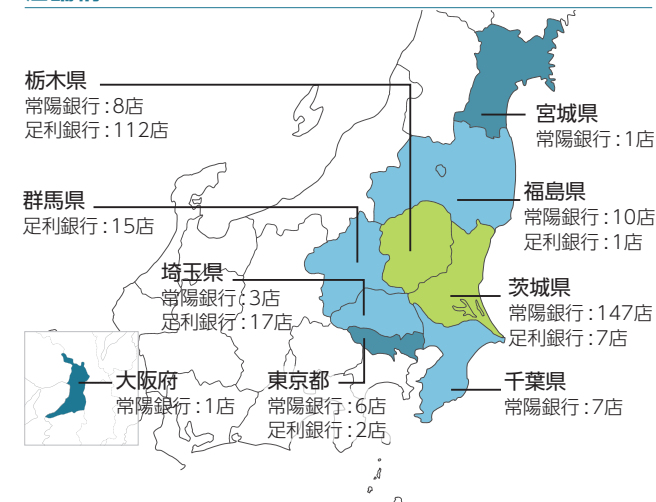 栃木県
常陽銀行:8店
足利銀行:112店
宮城県
常陽銀行:1店
福島県
常陽銀行:10店
足利銀行:1店
群馬県
足利銀行:15店
埼玉県
常陽銀行:3店
足利銀行:17店
茨城県
常陽銀行:147店
足利銀行:7店
大阪府
常陽銀行:1店
東京都
常陽銀行:6店
足利銀行:2店
千葉県
常陽銀行:7店